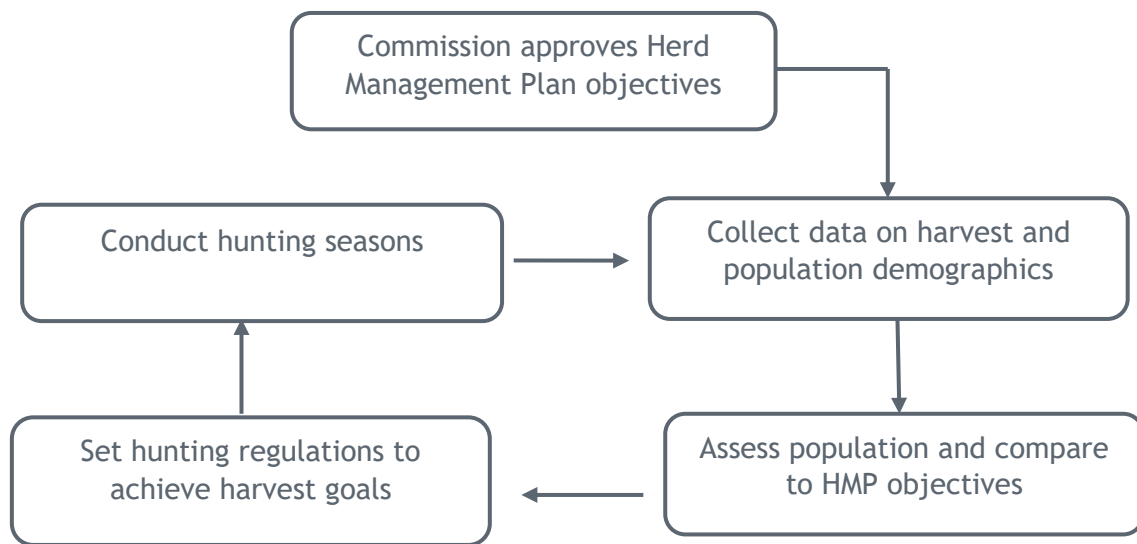 Commission approves Herd
Management Plan objectives
Conduct hunting seasons
Collect data on harvest and
population demographics
Set hunting regulations to
achieve harvest goals
Assess population and compare
to HMP objectives